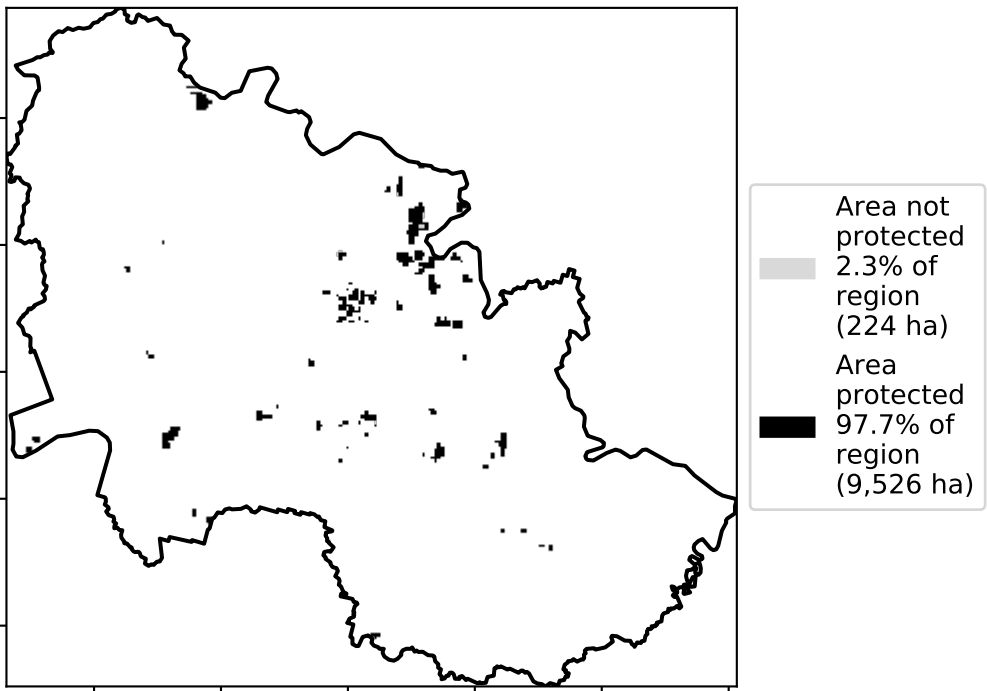 Area not
protected
2.3% of
region
(224 ha)
Area
protected
97.7% of
region
(9,526 ha)